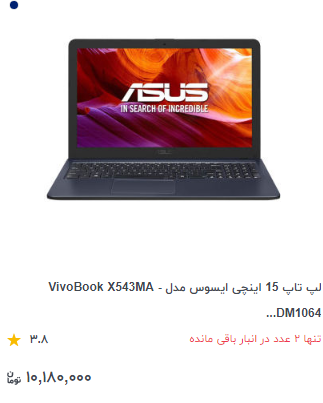 ASUS
IN SEARCH OF INCREDIBLE
لپ تاپ 15 اینچی ایسوس مدل VivoBook X543MA -
DM1064...
تنها ۲ عدد در انبار باقی مانده
۳.۸
۱۰,۱۸۰,۰۰۰ تومان